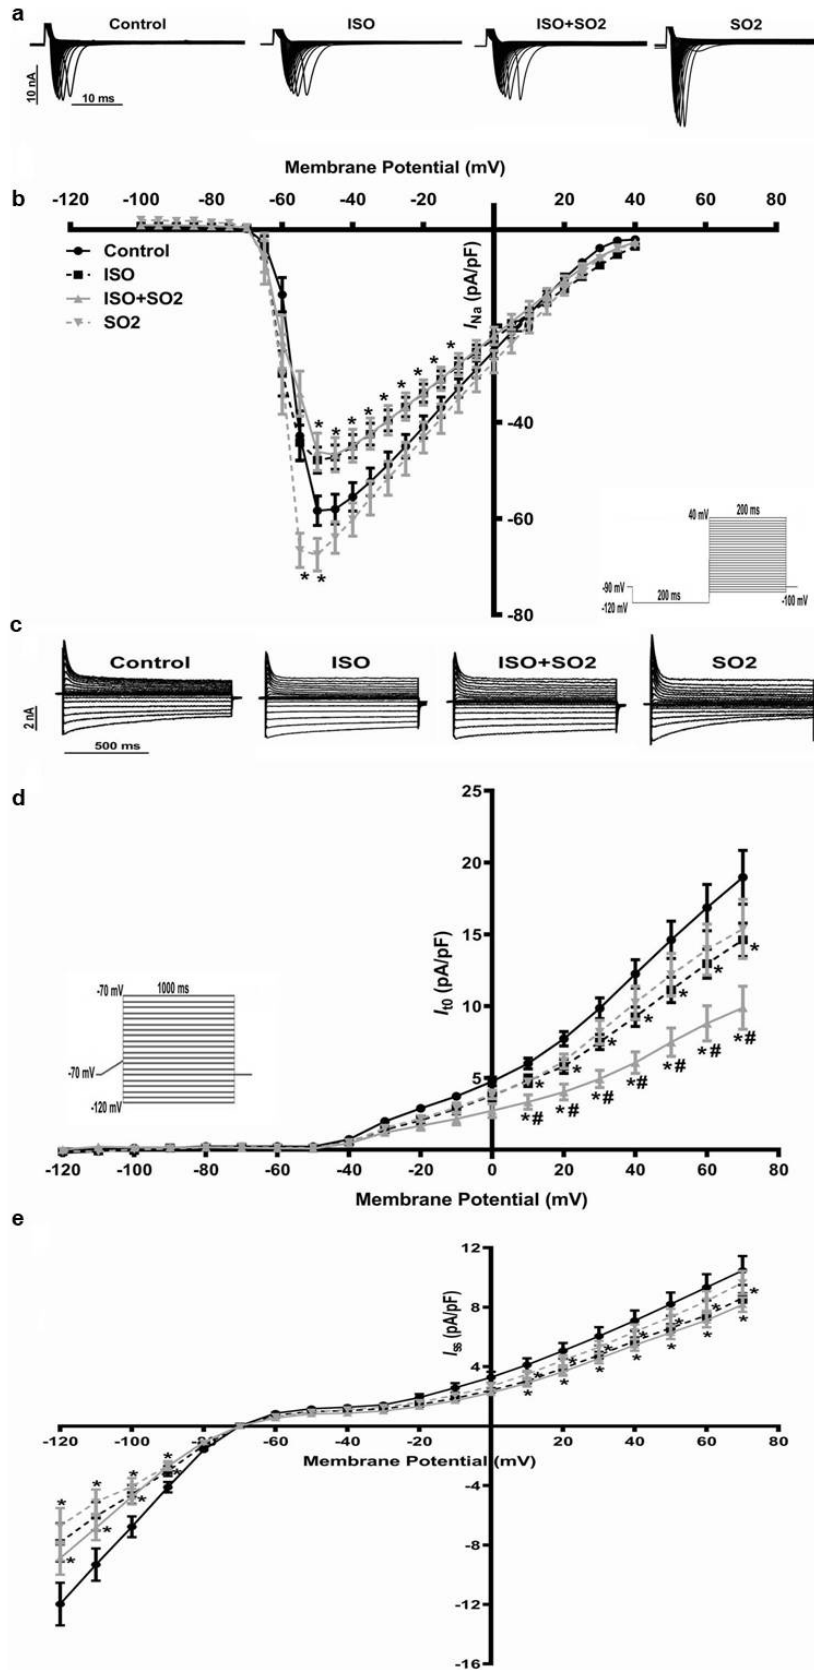 a
Control ISO ISO+SO2 SO2
10 nA
10 ms
Membrane Potential (mV)
-120 -100 -80 -60 -40 -20 0 20 40 60 80
b
Control
ISO
ISO+SO2
SO2
INa (pA/pF)
* * * * * * * * * *
-40
-60
-80
* *
40 mV 200 ms
-90 mV
-120 mV 200 ms -100 mV
c
Control ISO ISO+SO2 SO2
2 nA
500 ms
d
25
20
15
10
5
It0 (pA/pF)
* * * * * * *
*# *# *# *# *# *# *#
-70 mV 1000 ms
-70 mV
-120 mV
-120 -100 -80 -60 -40 -20 0 20 40 60 80
Membrane Potential (mV)
e
12
8
4
Iss (pA/pF)
* * * * * * *
* * * * * * *
-120 -100 -80 -60 -40 -20 0 20 40 60 80
Membrane Potential (mV)
* * * *
* * * *
-4
-8
-12
-16